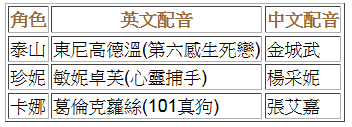 角色 英文配音 中文配音
泰山 東尼高德溫(第六感生死戀) 金城武
珍妮 敏妮卓芙(心靈捕手) 楊采妮
卡娜 葛倫克蘿絲(101真狗) 張艾嘉